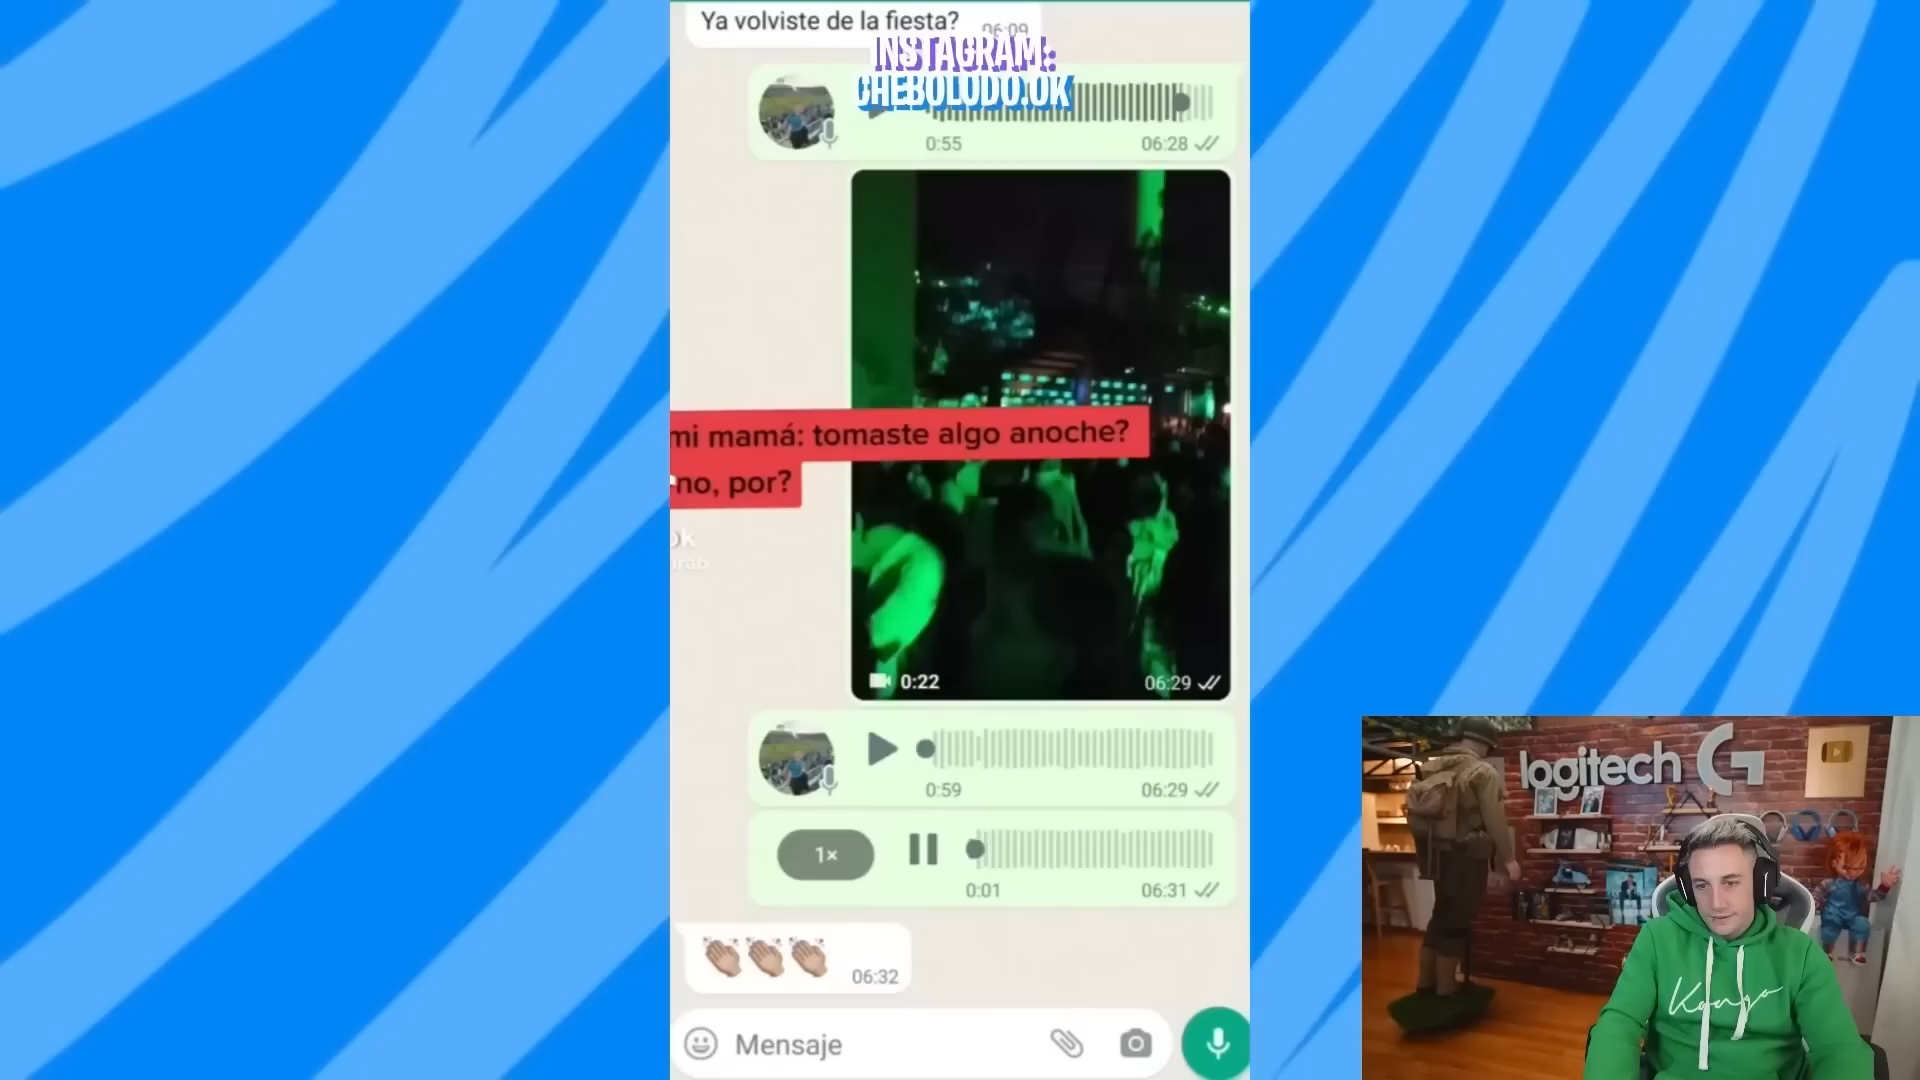 Ya volviste de la fiesta?
06:09
INSTAGRAM:
CHEBOLUDO.OK
0:55
06:28
mi mamá: tomaste algo anoche?
-no, por?
0:22
06:29
0:59
06:29
1×
0:01
06:31
06:32
Mensaje
logitech G
Kongo